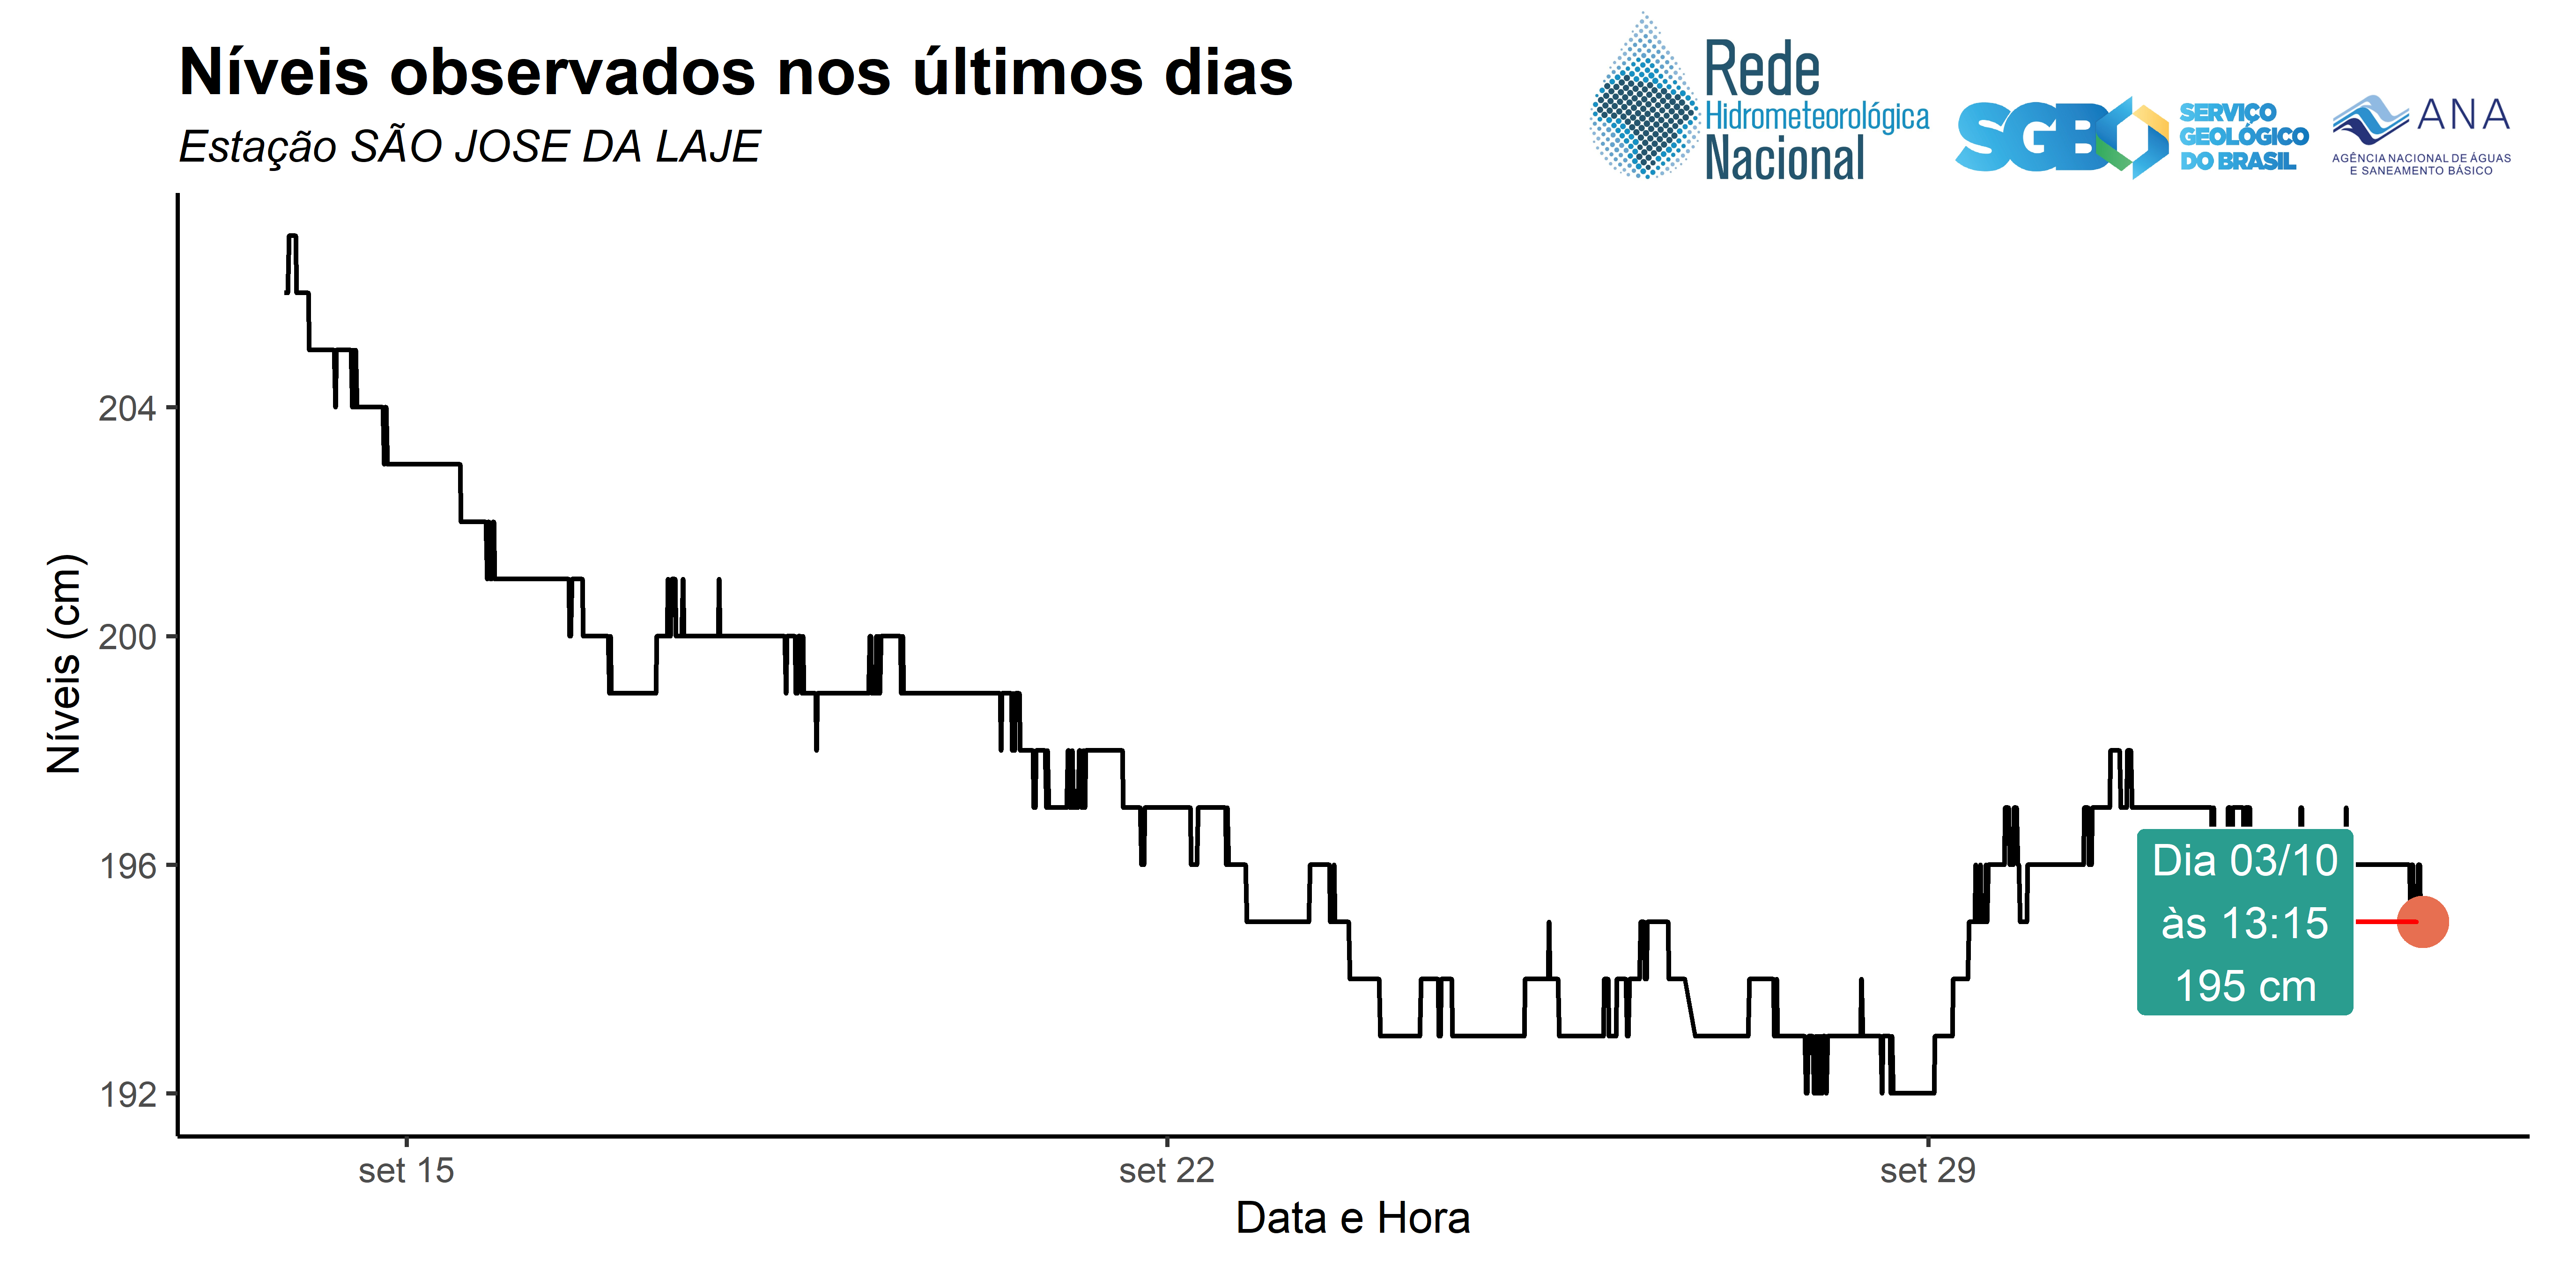 Níveis observados nos últimos dias
Estação SÃO JOSE DA LAJE
Rede
Hidrometeorológica
Nacional
SGB
SERVIÇO
GEOLÓGICO
DO BRASIL
ANA
AGÊNCIA NACIONAL DE ÁGUAS
E SANEAMENTO BÁSICO
Níveis (cm)
204
200
196
192
Dia 03/10
às 13:15
195 cm
set 15
set 22
set 29
Data e Hora